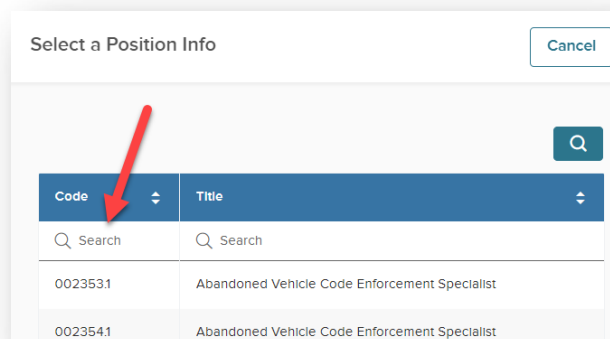 Select a Position Info
Cancel
Code Title
Search Search
002353.1 Abandoned Vehicle Code Enforcement Specialist
002354.1 Abandoned Vehicle Code Enforcement Specialist